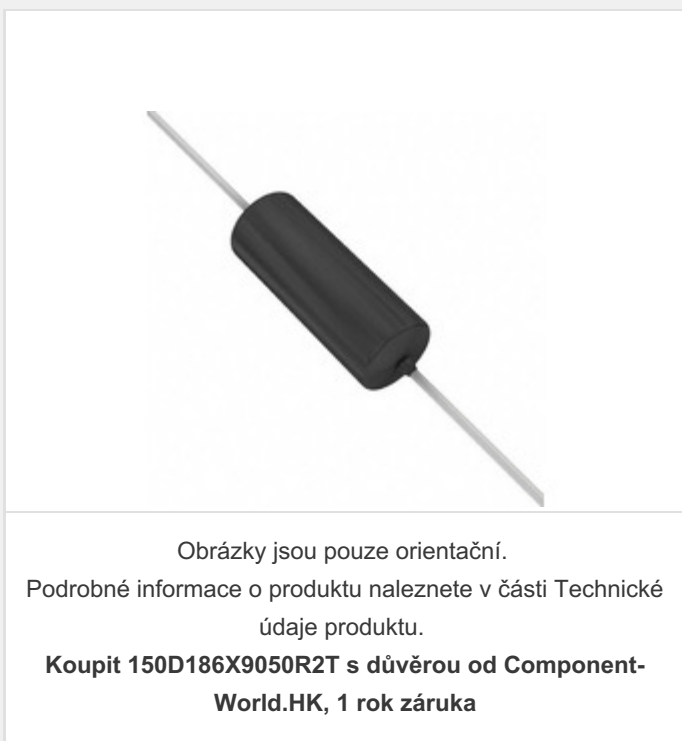 Obrázky jsou pouze orientační.
Podrobné informace o produktu naleznete v části Technické
údaje produktu.
Koupit 150D186X9050R2T s důvěrou od Component-
World.HK, 1 rok záruka